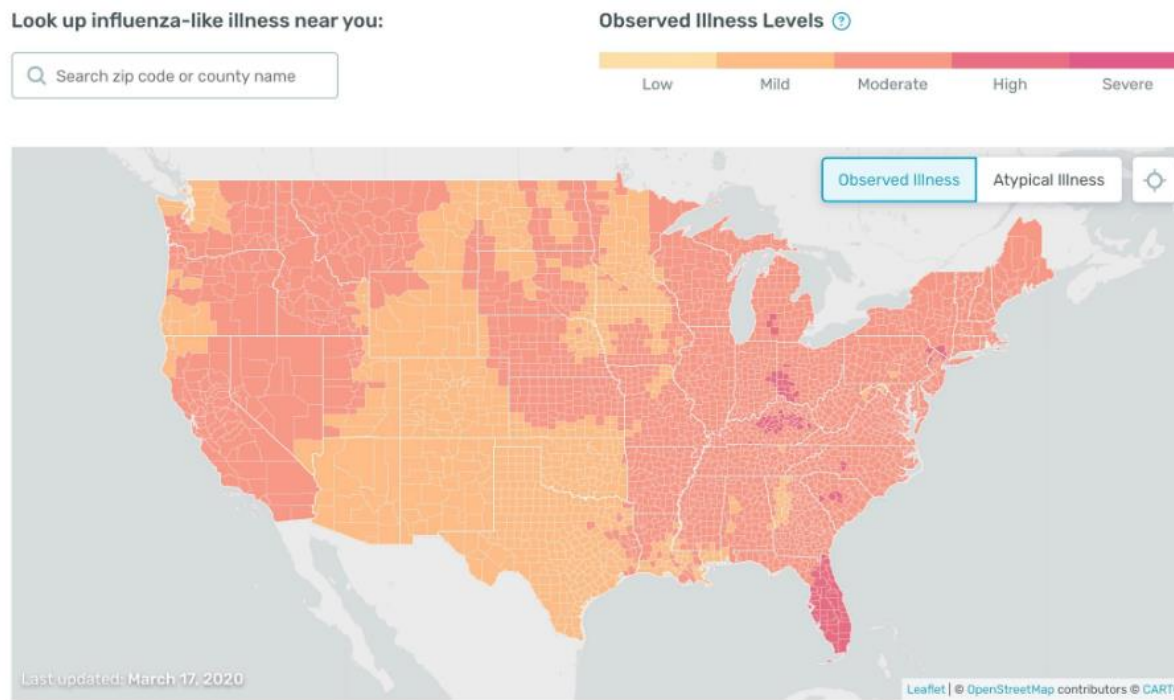 Look up influenza-like illness near you:
Search zip code or county name
Observed Illness Levels ?
Low Mild Moderate High Severe
Observed Illness Atypical Illness
Last updated: March 17, 2020
Leaflet | © OpenStreetMap contributors © CART